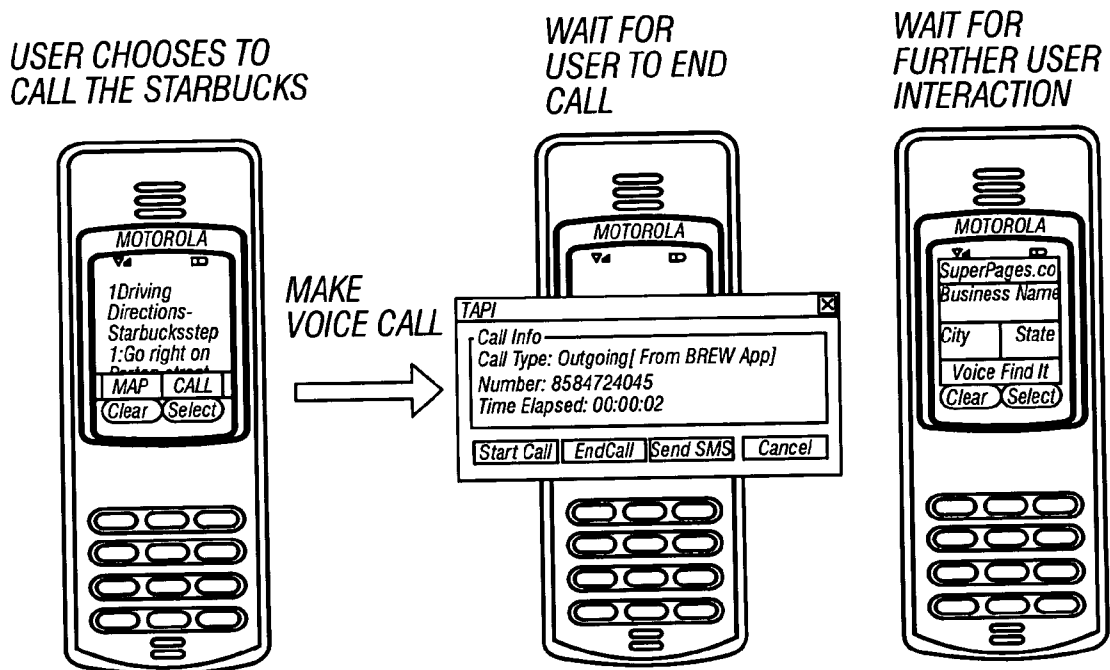 USER CHOOSES TO
CALL THE STARBUCKS
MOTOROLA
1Driving
Directions-
Starbucksstep
1:Go right on
MAP CALL
Clear Select
MAKE
VOICE CALL
WAIT FOR
USER TO END
CALL
MOTOROLA
TAPI
Call Info
Call Type: Outgoing[ From BREW App]
Number: 8584724045
Time Elapsed: 00:00:02
Start Call EndCall Send SMS Cancel
WAIT FOR
FURTHER USER
INTERACTION
MOTOROLA
SuperPages.co
Business Name
City State
Voice Find It
Clear Select